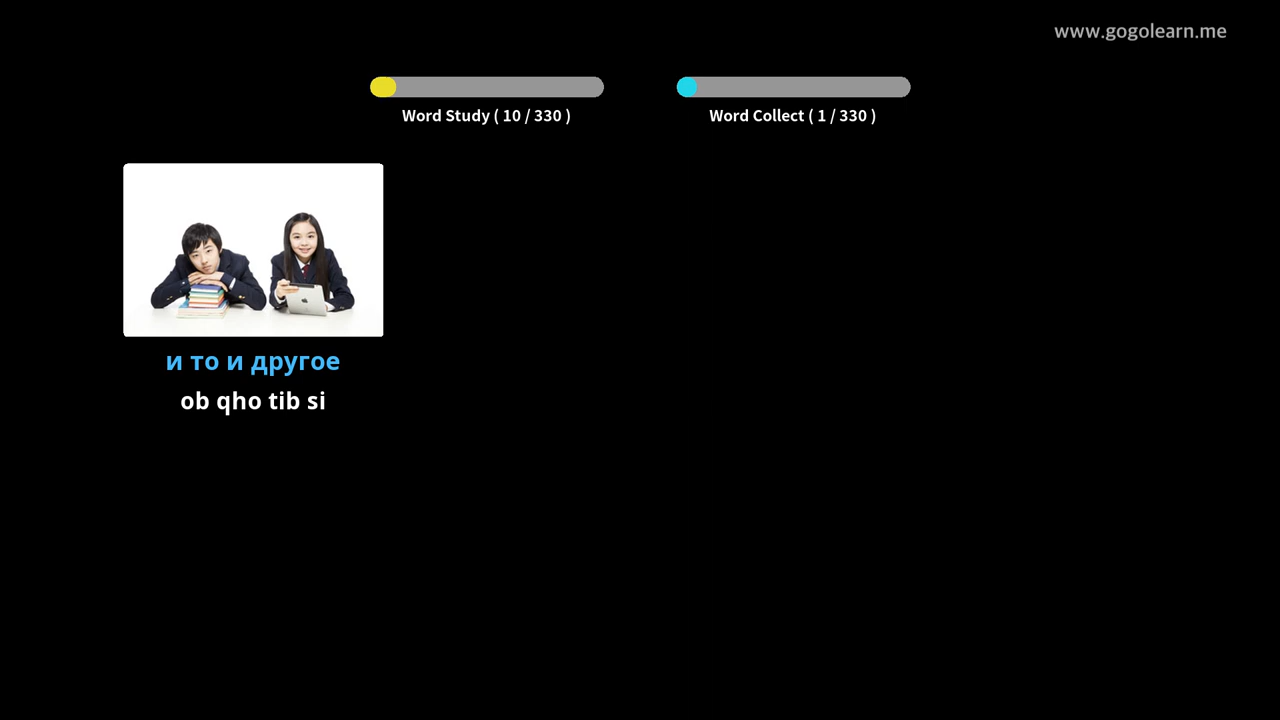 www.gogolearn.me
Word Study ( 10 / 330 )
Word Collect ( 1 / 330 )
и то и другое
ob qho tib si